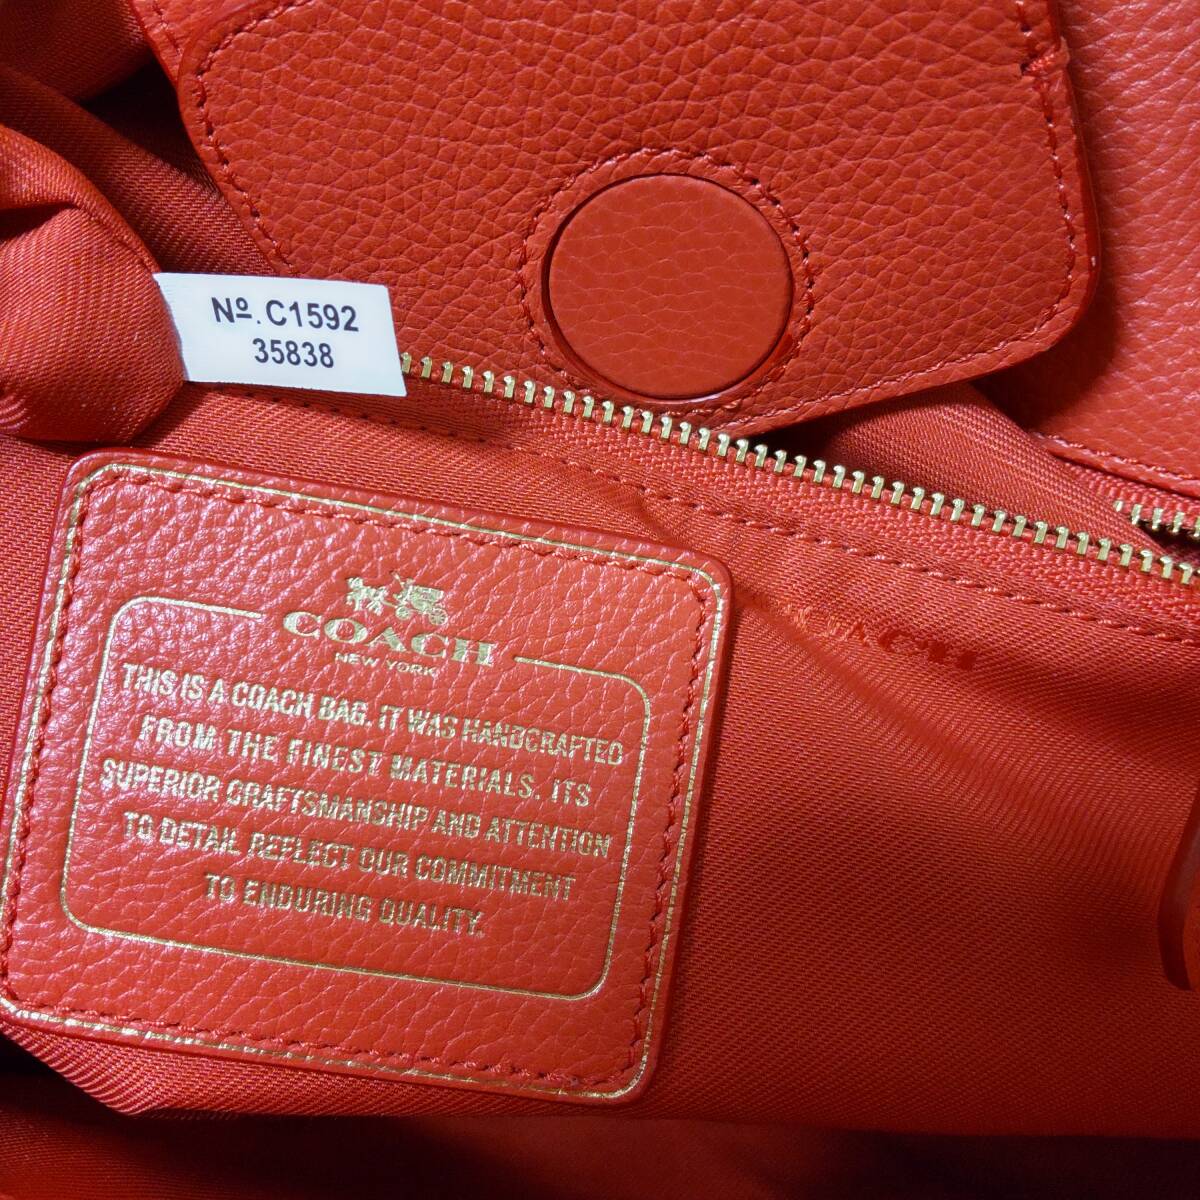 Nº. C1592
35838
COACH
NEW YORK
THIS IS A COACH BAG. IT WAS HANDCRAFTED
FROM THE FINEST MATERIALS. ITS
SUPERIOR CRAFTSMANSHIP AND ATTENTION
TO DETAIL REFLECT OUR COMMITMENT
TO ENDURING QUALITY.
COACH